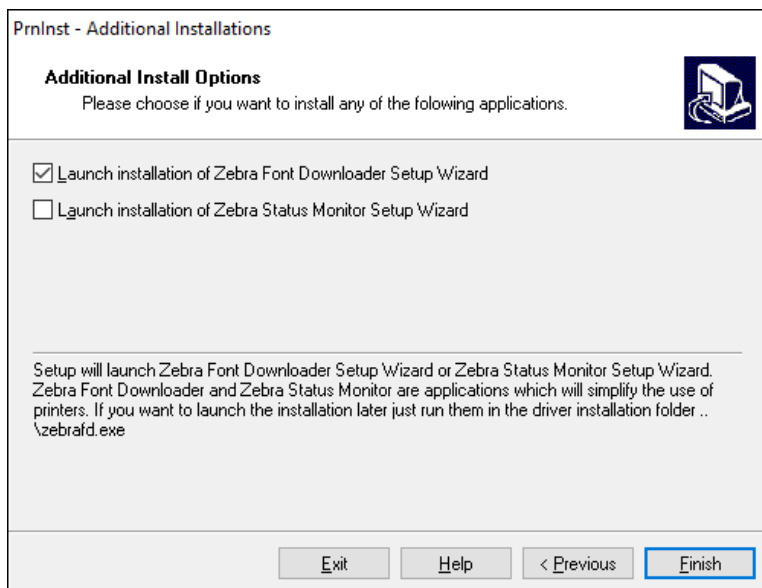 PrnInst - Additional Installations
Additional Install Options
Please choose if you want to install any of the folowing applications.
Launch installation of Zebra Font Downloader Setup Wizard
Launch installation of Zebra Status Monitor Setup Wizard
Setup will launch Zebra Font Downloader Setup Wizard or Zebra Status Monitor Setup Wizard.
Zebra Font Downloader and Zebra Status Monitor are applications which will simplify the use of
printers. If you want to launch the installation later just run them in the driver installation folder ..
\zebrafd.exe
Exit
Help
< Previous
Finish